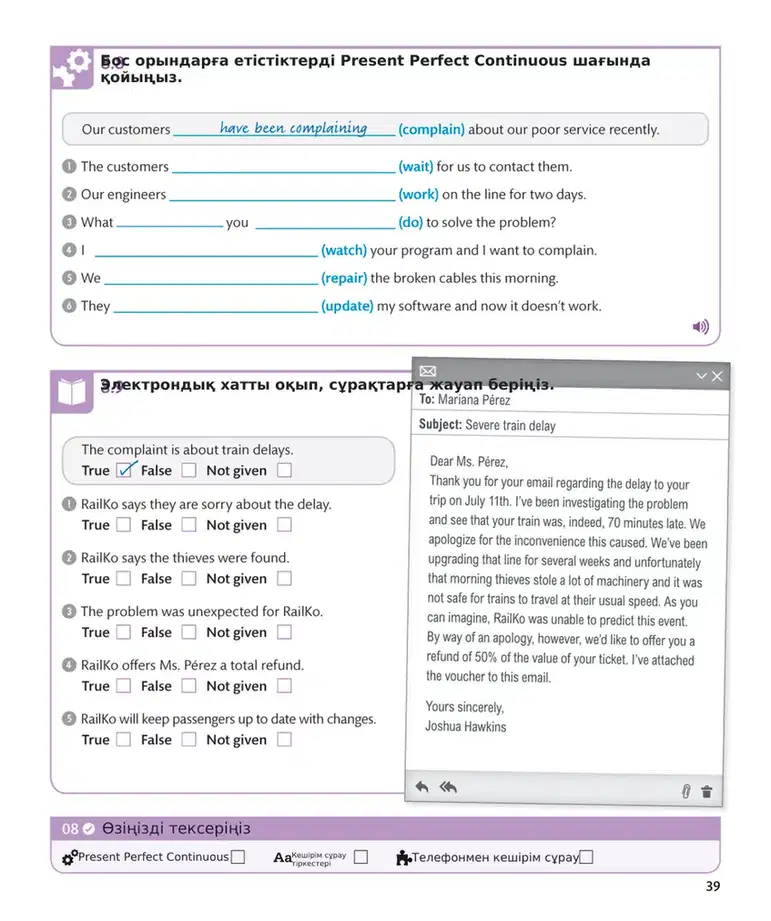 Бос орындарға етістіктерді Present Perfect Continuous шағында
қойыңыз.
Our customers have been complaining (complain) about our poor service recently.
1 The customers ____ (wait) for us to contact them.
2 Our engineers ____ (work) on the line for two days.
3 What ____ you ____ (do) to solve the problem?
4 I ____ (watch) your program and I want to complain.
5 We ____ (repair) the broken cables this morning.
6 They ____ (update) my software and now it doesn't work.
Электрондық хатты оқып, сұрақтарға жауап беріңіз.
The complaint is about train delays.
True False Not given
1 RailKo says they are sorry about the delay.
True False Not given
2 RailKo says the thieves were found.
True False Not given
3 The problem was unexpected for RailKo.
True False Not given
4 RailKo offers Ms. Pérez a total refund.
True False Not given
5 RailKo will keep passengers up to date with changes.
True False Not given
To: Mariana Pérez
Subject: Severe train delay
Dear Ms. Pérez,
Thank you for your email regarding the delay to your
trip on July 11th. I've been investigating the problem
and see that your train was, indeed, 70 minutes late. We
apologize for the inconvenience this caused. We've been
upgrading that line for several weeks and unfortunately
that morning thieves stole a lot of machinery and it was
not safe for trains to travel at their usual speed. As you
can imagine, RailKo was unable to predict this event.
By way of an apology, however, we'd like to offer you a
refund of 50% of the value of your ticket. I've attached
the voucher to this email.
Yours sincerely,
Joshua Hawkins
08 Өзіңізді тексеріңіз
Present Perfect Continuous Aa Кешірім сұрау тіркестері Телефонмен кешірім сұрау
39